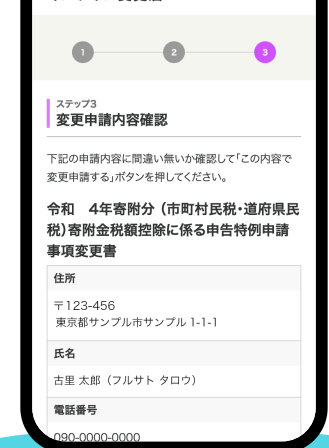 1
2
3
ステップ3
変更申請内容確認
下記の申請内容に間違い無いか確認して「この内容で
変更申請する」ボタンを押してください。
令和　4年寄附分（市町村民税・道府県民
税）寄附金税額控除に係る申告特例申請
事項変更書
住所
〒123-456
東京都サンプル市サンプル 1-1-1
氏名
古里 太郎（フルサト タロウ）
電話番号
090-0000-0000